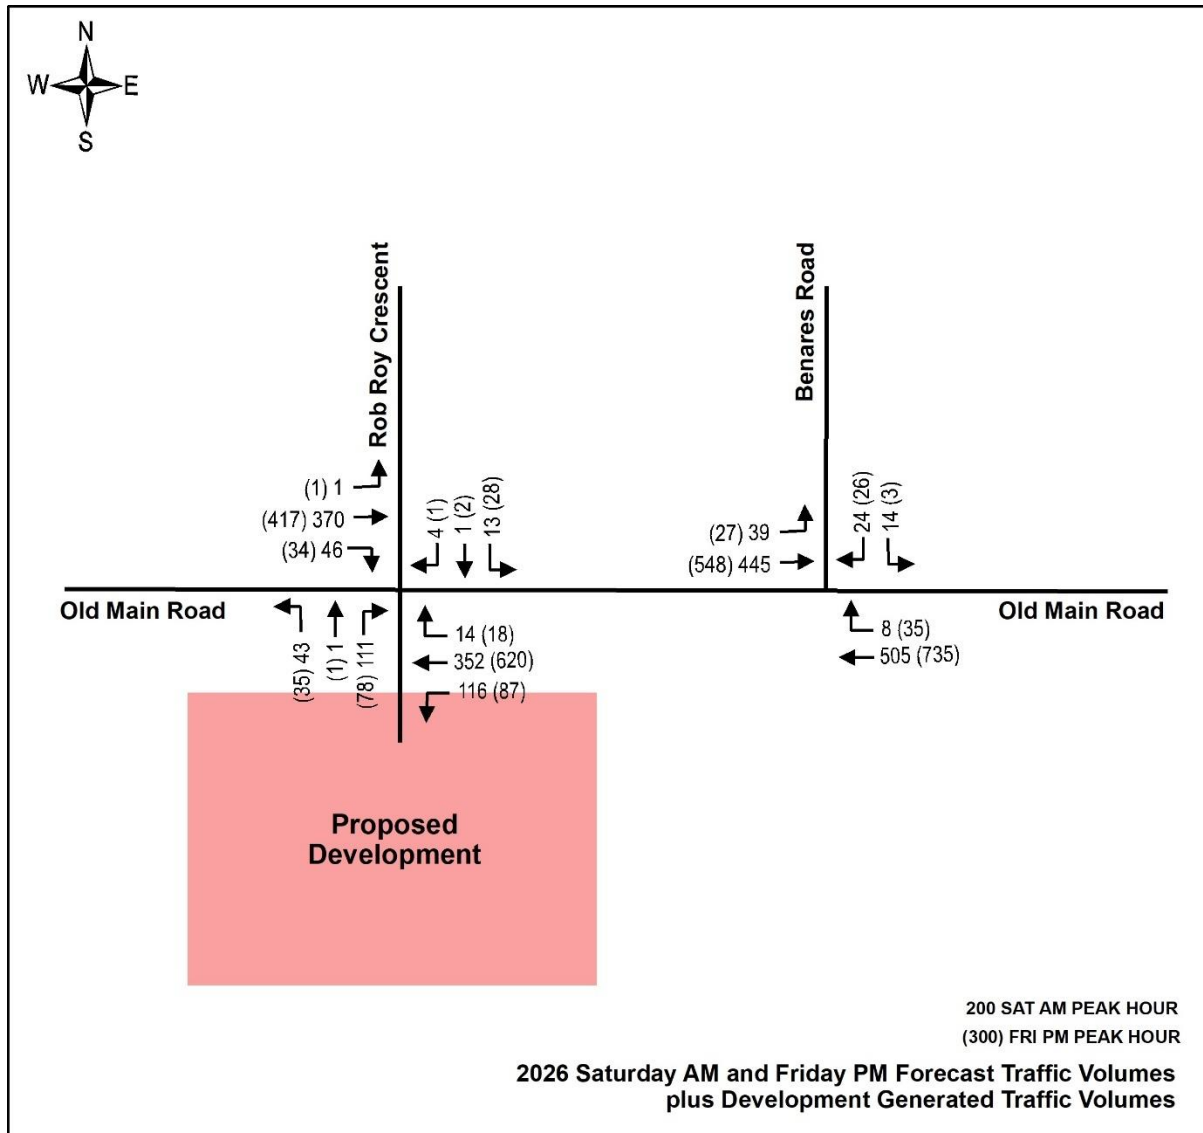 N
W E
S
Rob Roy Crescent
Benares Road
(1) 1
(417) 370
(34) 46
4 (1)
1 (2)
13 (28)
(27) 39
(548) 445
24 (26)
14 (3)
Old Main Road
Old Main Road
(35) 43
(1) 1
(78) 111
14 (18)
352 (620)
116 (87)
8 (35)
505 (735)
Proposed
Development
200 SAT AM PEAK HOUR
(300) FRI PM PEAK HOUR
2026 Saturday AM and Friday PM Forecast Traffic Volumes
plus Development Generated Traffic Volumes